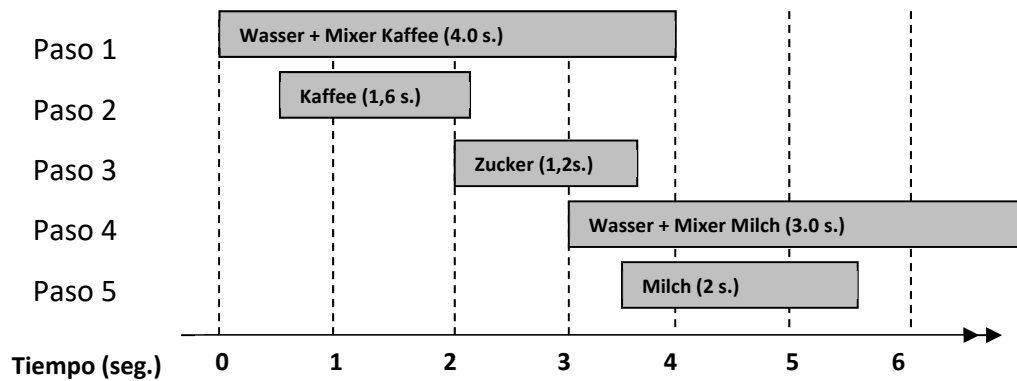 Paso 1 Wasser + Mixer Kaffee (4.0 s.)
Paso 2 Kaffee (1,6 s.)
Paso 3 Zucker (1,2s.)
Paso 4 Wasser + Mixer Milch (3.0 s.)
Paso 5 Milch (2 s.)
Tiempo (seg.) 0 1 2 3 4 5 6